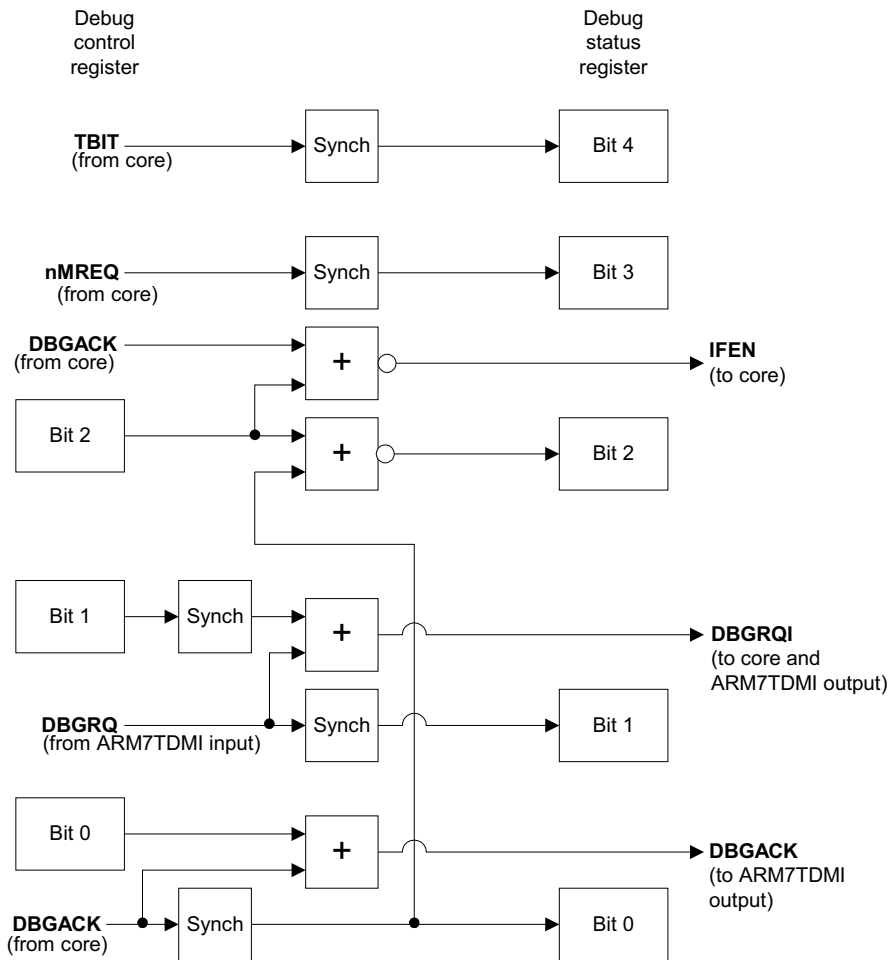 Debug
control
register
Debug
status
register
TBIT
(from core)
Synch
Bit 4
nMREQ
(from core)
Synch
Bit 3
DBGACK
(from core)
+
IFEN
(to core)
Bit 2
+
Bit 2
Bit 1
Synch
+
DBGRQI
(to core and
ARM7TDMI output)
DBGRQ
(from ARM7TDMI input)
Synch
Bit 1
Bit 0
+
DBGACK
(to ARM7TDMI
output)
DBGACK
(from core)
Synch
Bit 0